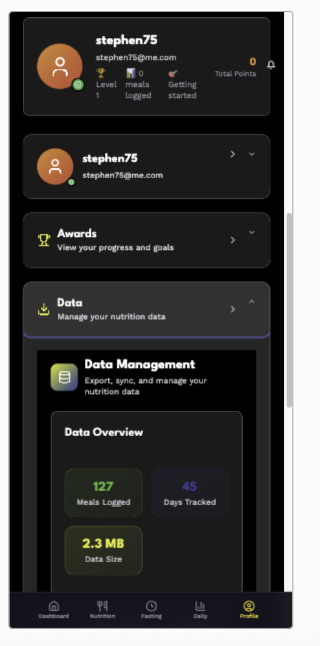 stephen75
stephen75@me.com
🏆 📊 0 🎯 0
Level meals Getting Total Points
1 logged started
stephen75
stephen75@me.com
Awards
View your progress and goals
Data
Manage your nutrition data
Data Management
Export, sync, and manage your
nutrition data
Data Overview
127 45
Meals Logged Days Tracked
2.3 MB
Data Size
Dashboard Nutrition Fasting Daily Profile